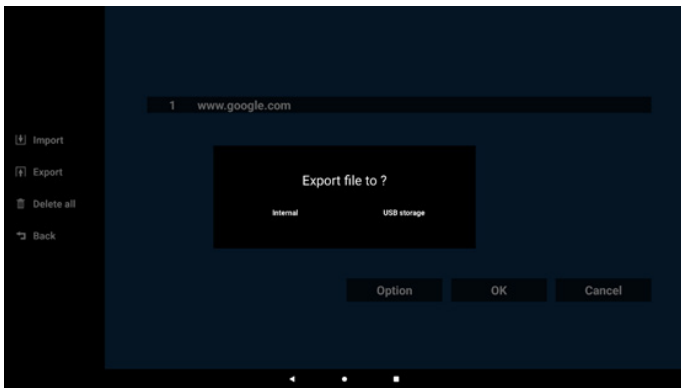 1 www.google.com
Import
Export
Delete all
Back
Export file to ?
Internal USB storage
Option OK Cancel